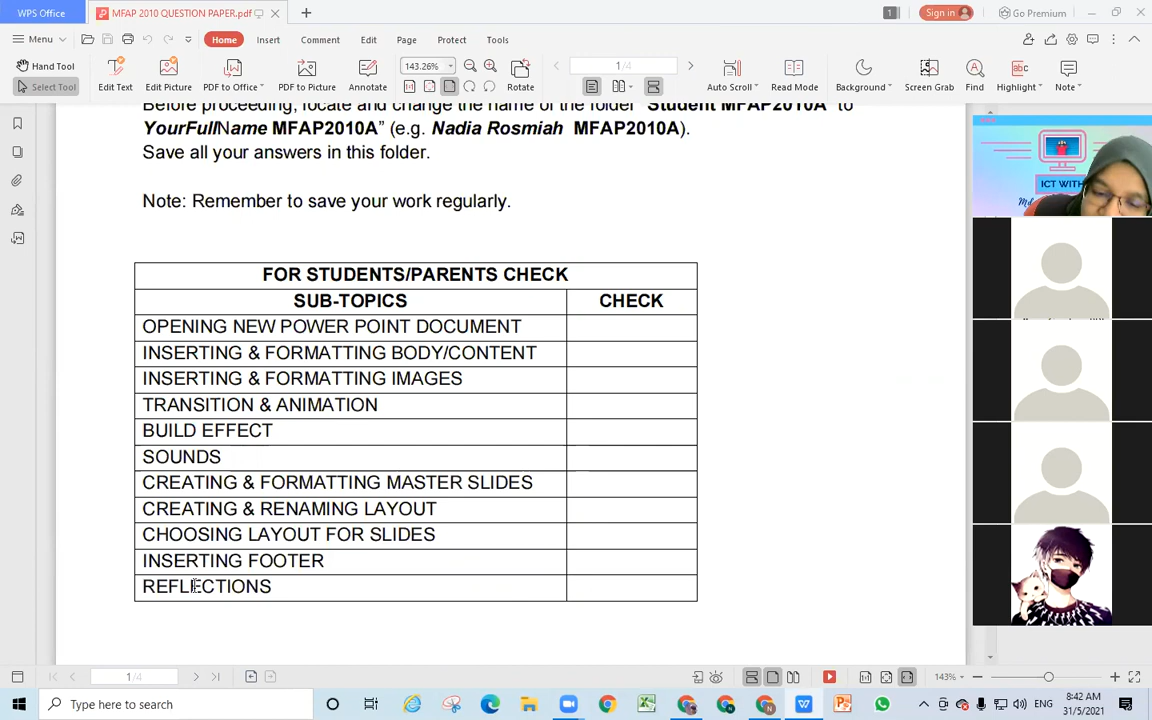 WPS Office
MFAP 2010 QUESTION PAPER.pdf
1
Sign in
Go Premium
Menu
Home
Insert
Comment
Edit
Page
Protect
Tools
Hand Tool
Select Tool
Edit Text
Edit Picture
PDF to Office
PDF to Picture
Annotate
143.26%
1/4
Rotate
Auto Scroll
Read Mode
Background
Screen Grab
Find
Highlight
Note
Before proceeding, locate and change the name of the folder "Student MFAP2010A" to
YourFullName MFAP2010A" (e.g. Nadia Rosmiah MFAP2010A).
Save all your answers in this folder.
Note: Remember to save your work regularly.
FOR STUDENTS/PARENTS CHECK
SUB-TOPICS CHECK
OPENING NEW POWER POINT DOCUMENT
INSERTING & FORMATTING BODY/CONTENT
INSERTING & FORMATTING IMAGES
TRANSITION & ANIMATION
BUILD EFFECT
SOUNDS
CREATING & FORMATTING MASTER SLIDES
CREATING & RENAMING LAYOUT
CHOOSING LAYOUT FOR SLIDES
INSERTING FOOTER
REFLECTIONS
ICT WITH
1/4
143%
Type here to search
ENG
8:42 AM
31/5/2021